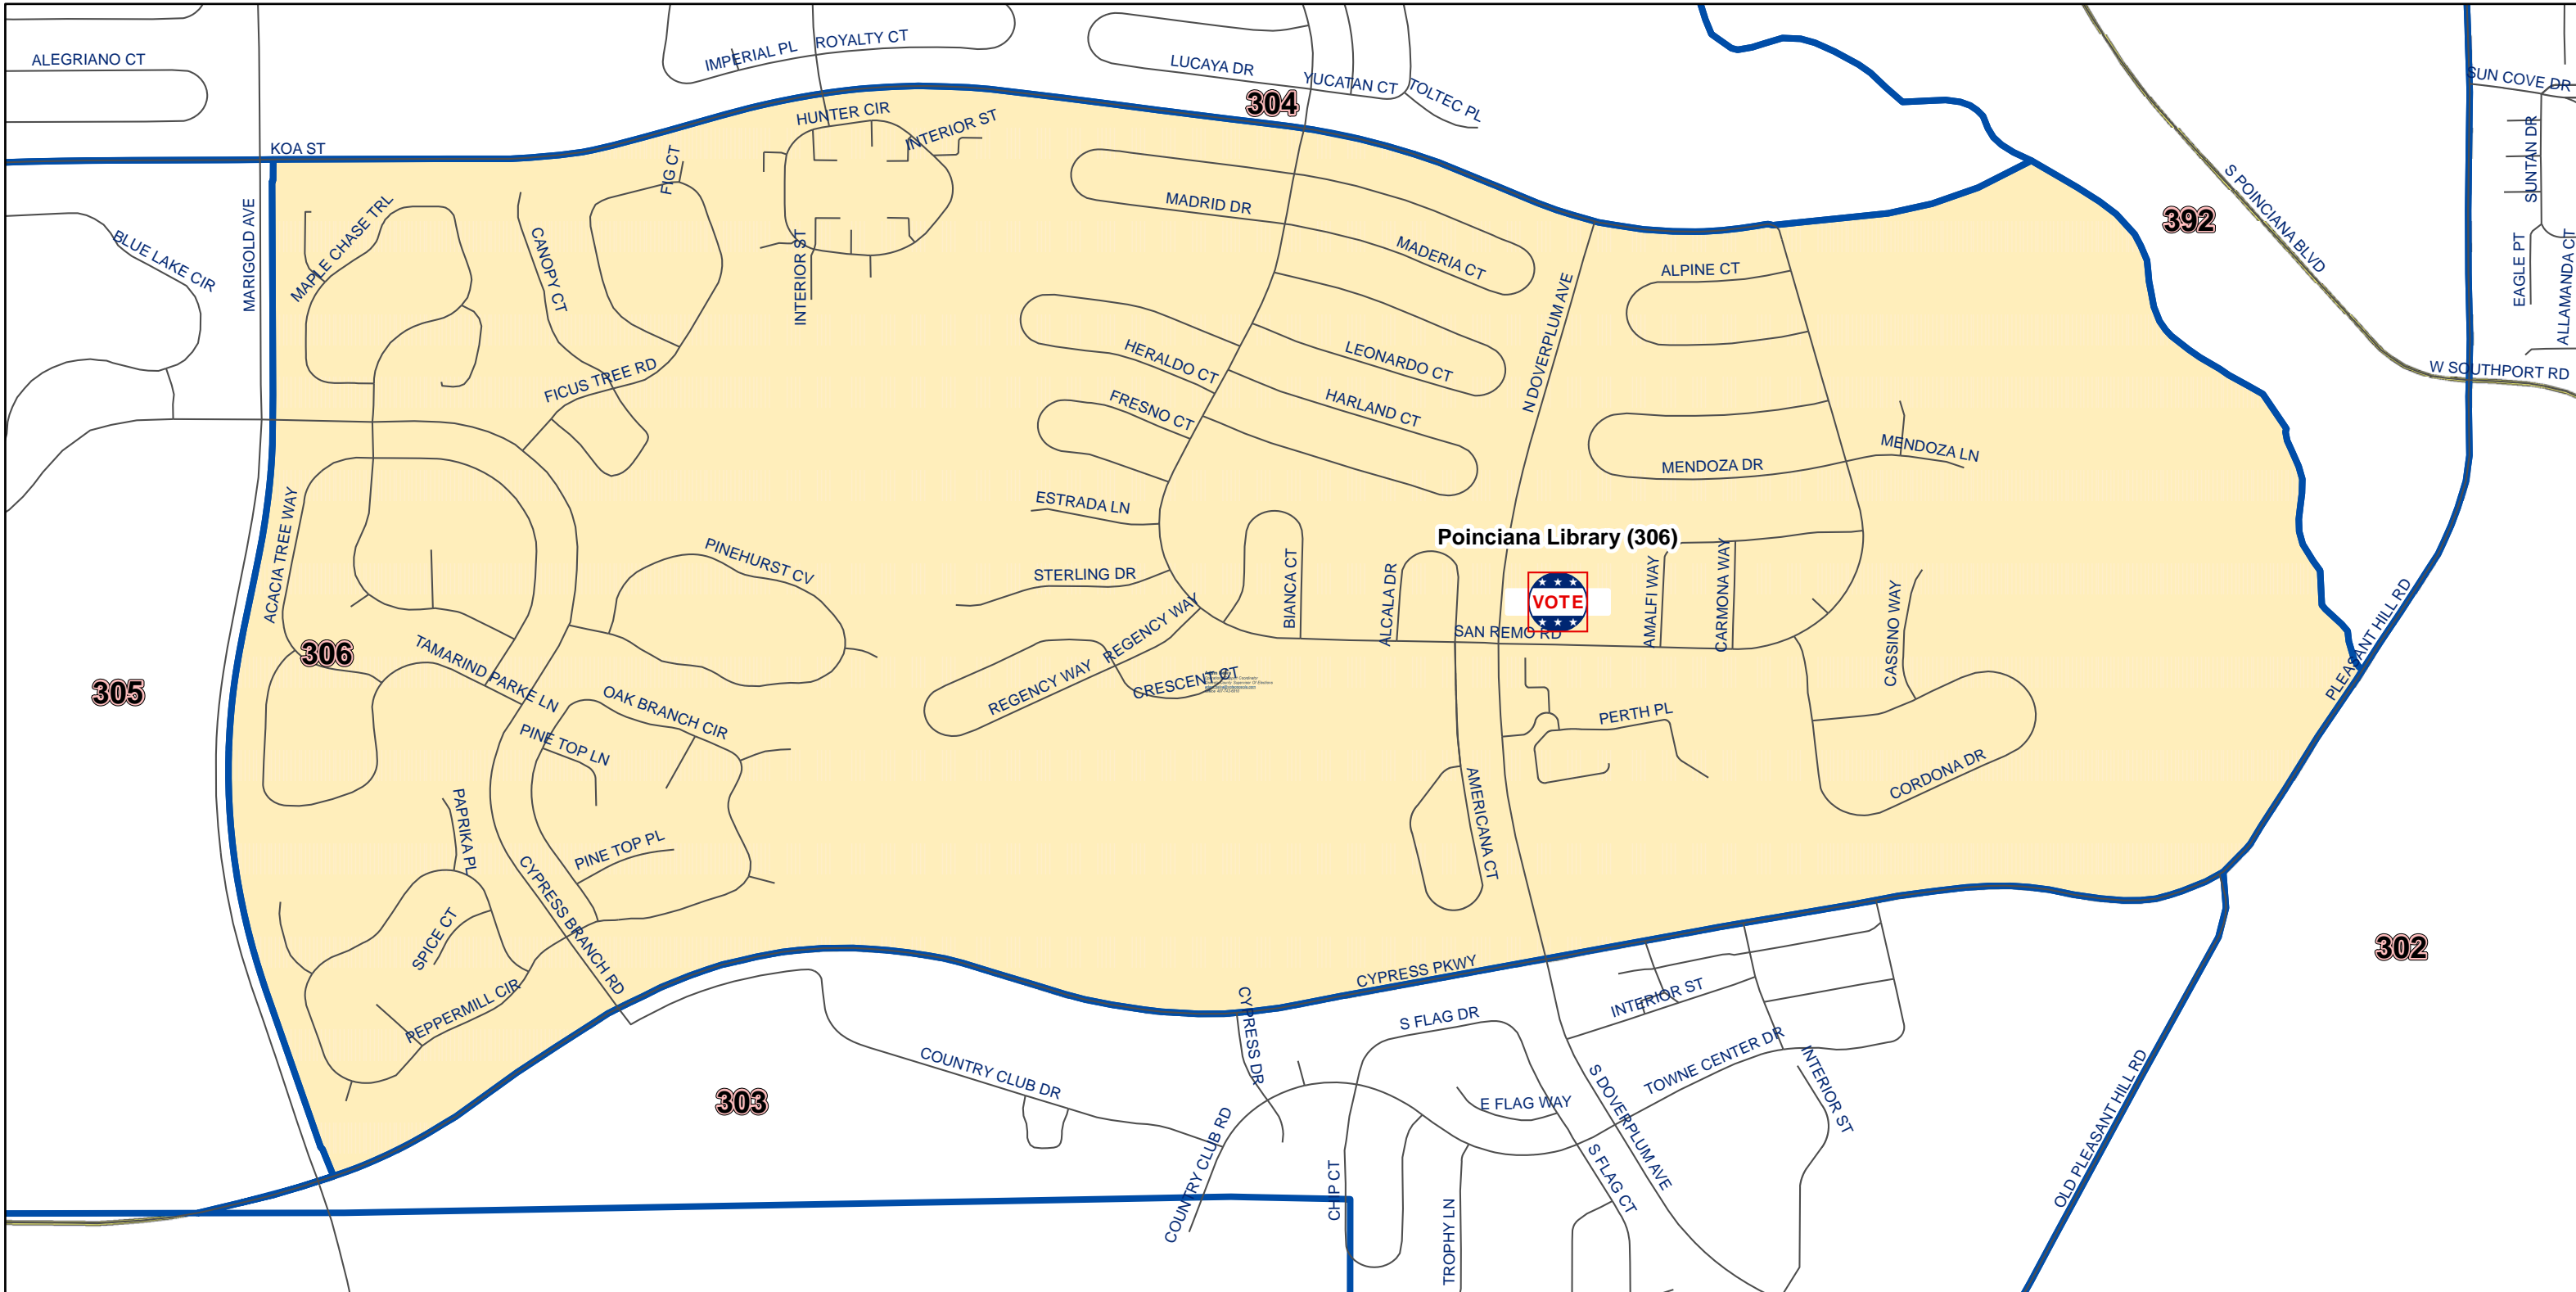 ALEGRIANO CT
IMPERIAL PL
ROYALTY CT
LUCAYA DR
YUCATAN CT
TOLTEC PL
SUN COVE DR
304
HUNTER CIR
INTERIOR ST
KOA ST
FIG CT
SUNTAN DR
S POINCIANA BLVD
392
MARIGOLD AVE
BLUE LAKE CIR
MAPLE CHASE TRL
CANOPY CT
INTERIOR ST
MADRID DR
MADERIA CT
ALPINE CT
EAGLE PT
ALLAMANDA CT
N DOVERPLUM AVE
HERALDO CT
LEONARDO CT
W SOUTHPORT RD
FICUS TREE RD
FRESNO CT
HARLAND CT
MENDOZA DR
MENDOZA LN
ESTRADA LN
ACACIA TREE WAY
PINEHURST CV
Poinciana Library (306)
VOTE
STERLING DR
BIANCA CT
ALCALA DR
AMALFI WAY
CARMONA WAY
CASSINO WAY
SAN REMO RD
PLEASANT HILL RD
306
305
TAMARIND PARKE LN
REGENCY WAY
REGENCY WAY
CRESCENT CT
OAK BRANCH CIR
PINE TOP LN
PERTH PL
CORDONA DR
PAPRIKA PL
AMERICANA CT
PINE TOP PL
CYPRESS BRANCH RD
SPICE CT
302
PEPPERMILL CIR
CYPRESS PKWY
CYPRESS DR
S FLAG DR
INTERIOR ST
COUNTRY CLUB DR
TOWNE CENTER DR
INTERIOR ST
303
E FLAG WAY
S DOVERPLUM AVE
COUNTRY CLUB RD
CHIP CT
S FLAG CT
TROPHY LN
OLD PLEASANT HILL RD